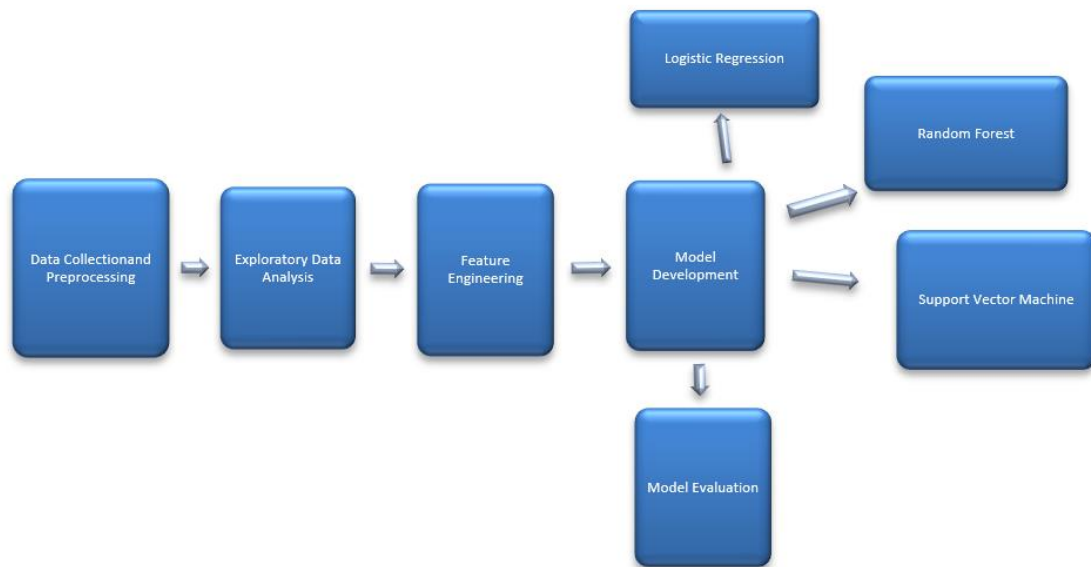 Logistic Regression
Random Forest
Data Collectionand
Preprocessing
Exploratory Data
Analysis
Feature
Engineering
Model
Development
Support Vector Machine
Model Evaluation